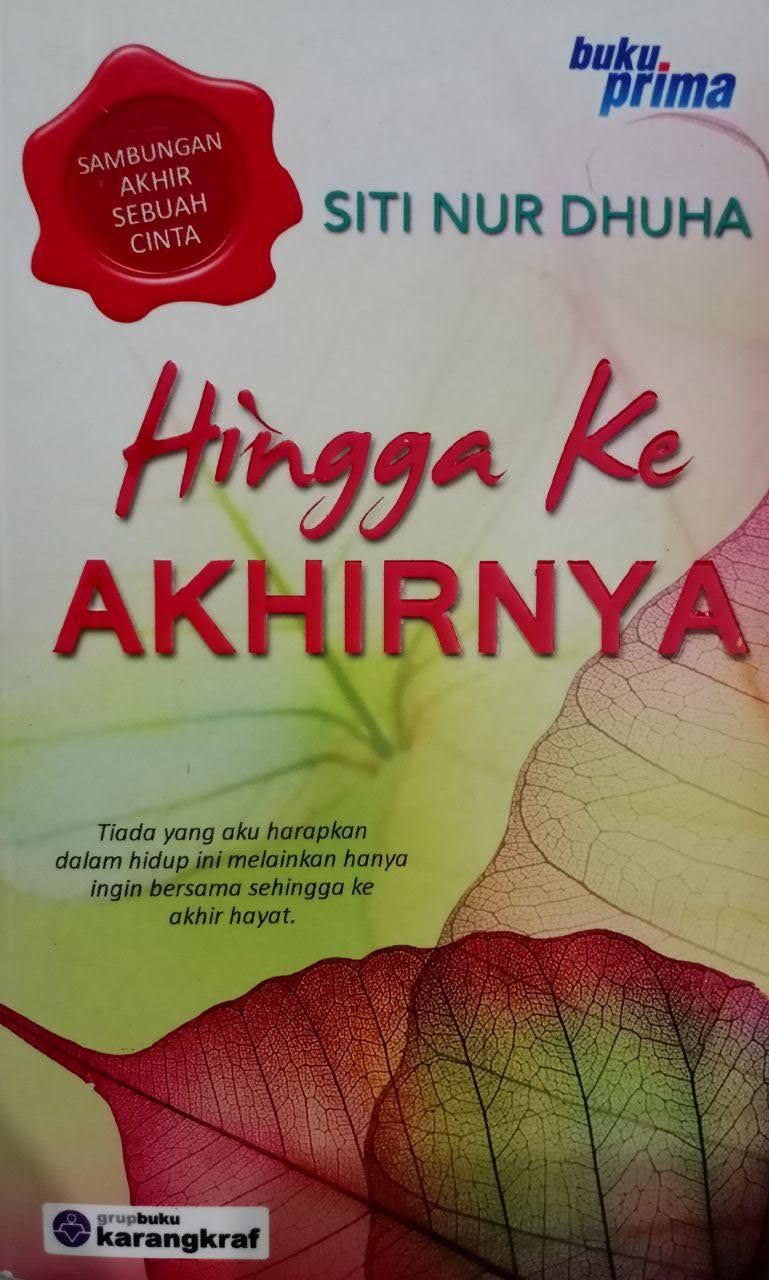 buku
prima
SAMBUNGAN
AKHIR
SEBUAH
CINTA
SITI NUR DHUHA
Hingga Ke
AKHIRNYA
Tiada yang aku harapkan
dalam hidup ini melainkan hanya
ingin bersama sehingga ke
akhir hayat.
grupbuku
karangkraf